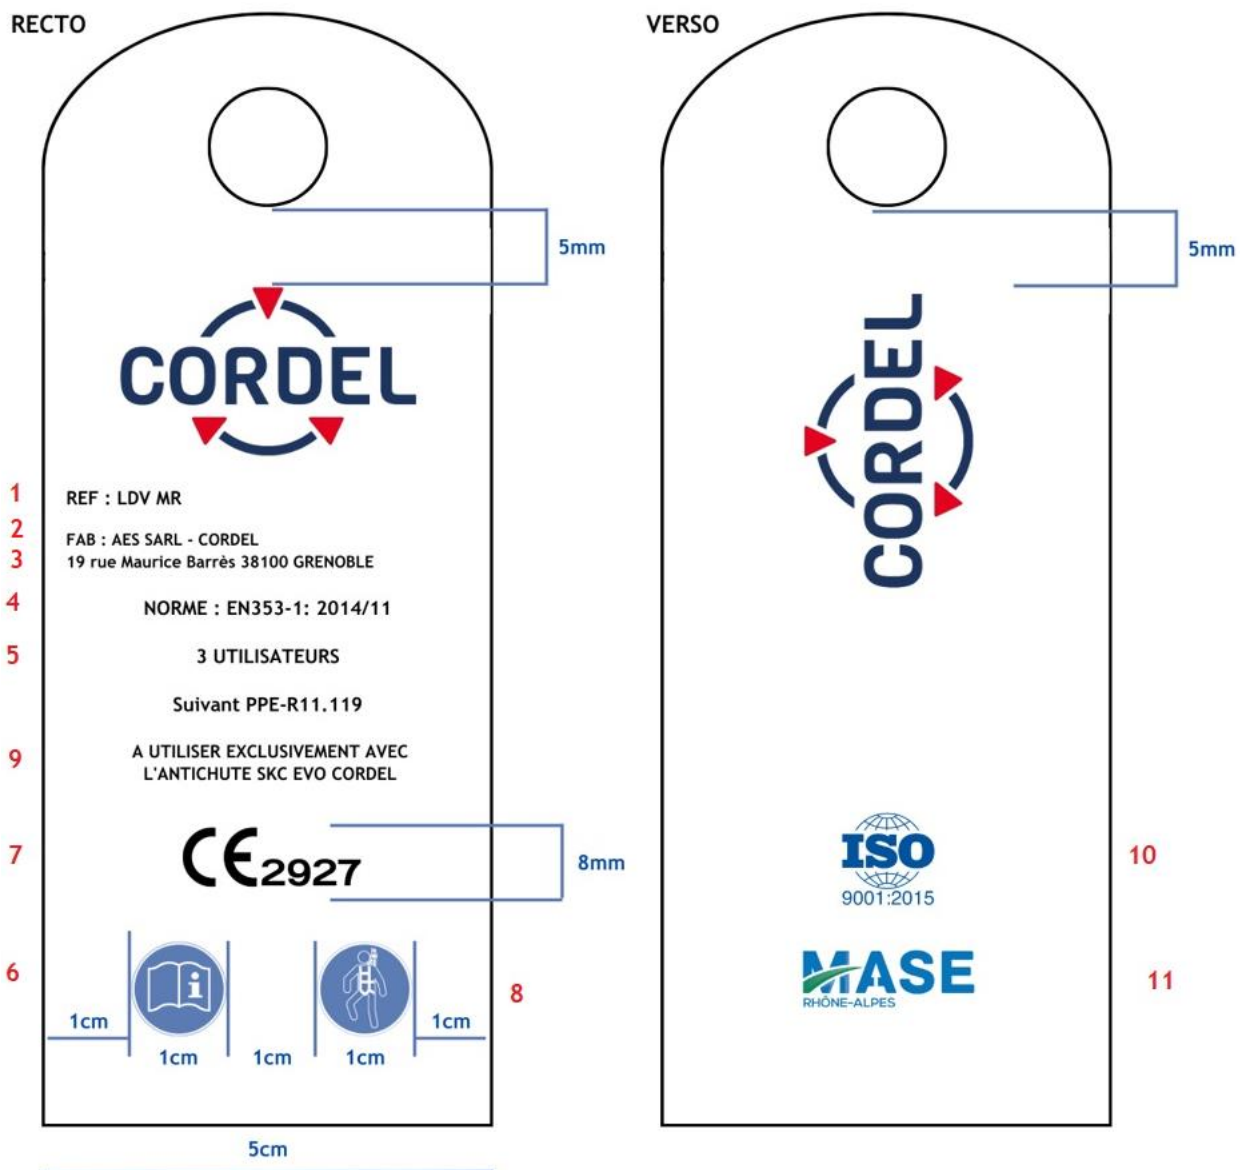 RECTO
VERSO
5mm
5mm
CORDEL
CORDEL
1
REF : LDV MR
2
FAB : AES SARL - CORDEL
3
19 rue Maurice Barrès 38100 GRENOBLE
4
NORME : EN353-1: 2014/11
5
3 UTILISATEURS
Suivant PPE-R11.119
9
A UTILISER EXCLUSIVEMENT AVEC
L'ANTICHUTE SKC EVO CORDEL
7
CE 2927
8mm
ISO
9001:2015
10
6
i
8
MASE
RHÔNE-ALPES
11
1cm
1cm
1cm
1cm
1cm
5cm